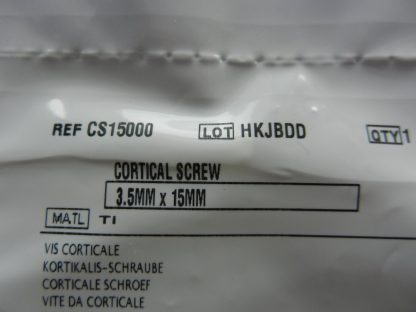 REF CS15000 LOT HKJBDD QTY 1
CORTICAL SCREW
3.5MM x 15MM
MATL TI
VIS CORTICALE
KORTIKALIS-SCHRAUBE
CORTICALE SCHROEF
VITE DA CORTICALE